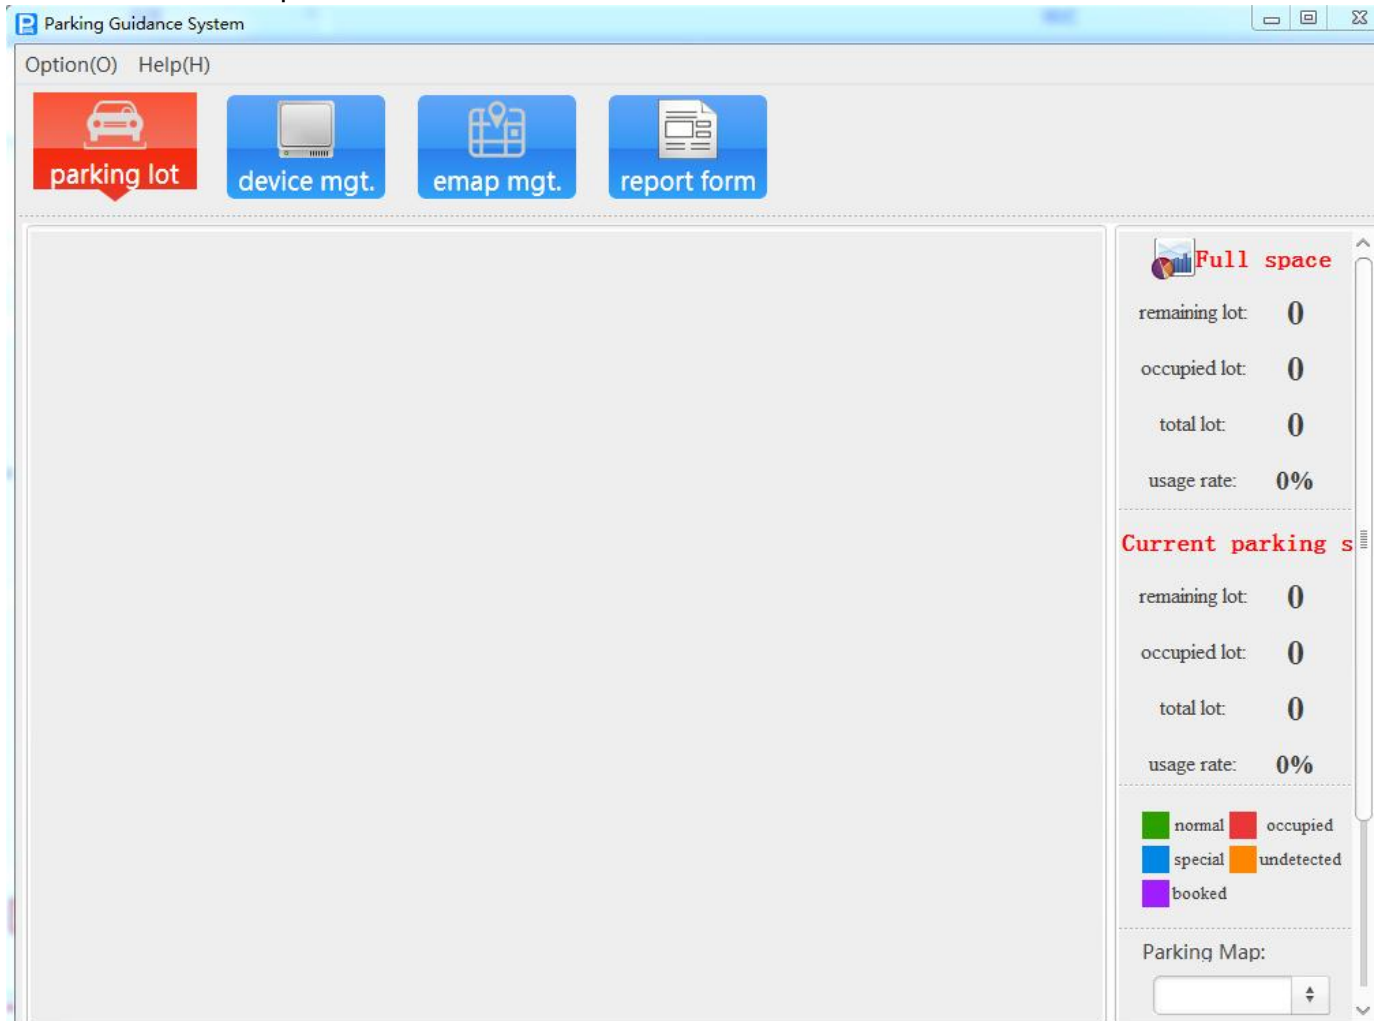 Parking Guidance System
Option(O) Help(H)
parking lot device mgt. emap mgt. report form
Full space
remaining lot: 0
occupied lot: 0
total lot: 0
usage rate: 0%
Current parking s
remaining lot: 0
occupied lot: 0
total lot: 0
usage rate: 0%
normal occupied
special undetected
booked
Parking Map: